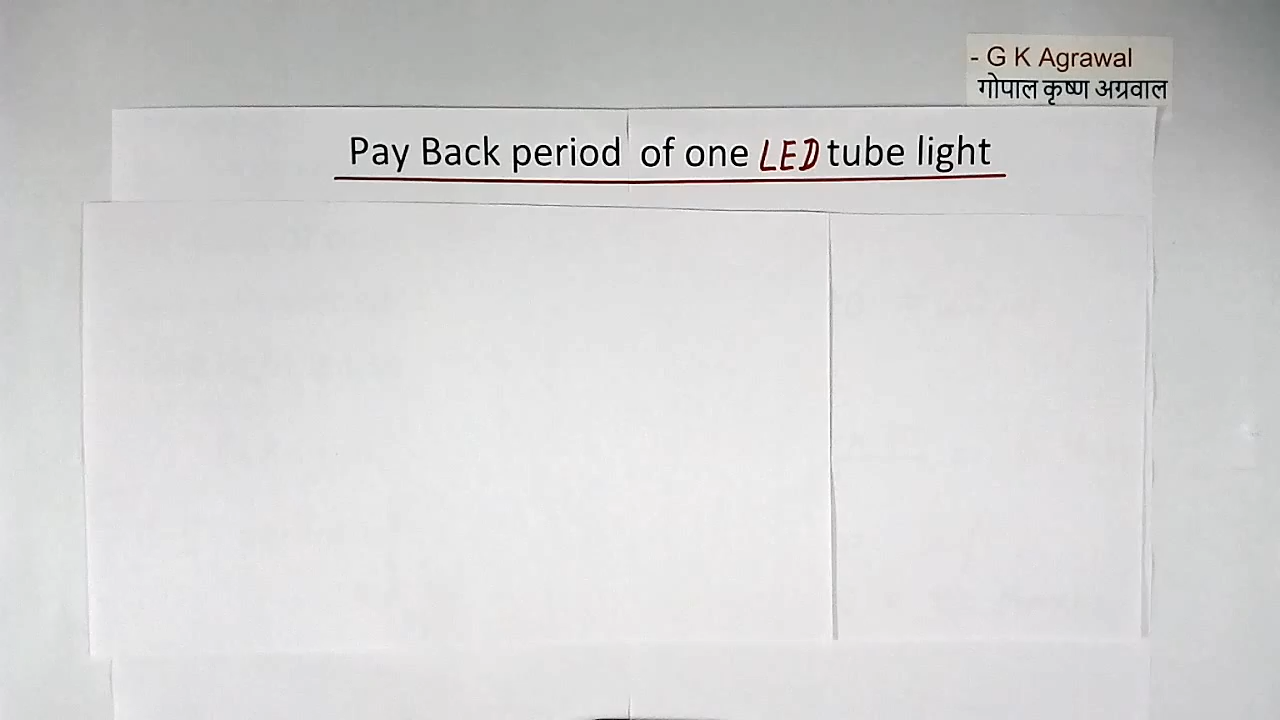 - G K Agrawal
गोपाल कृष्ण अग्रवाल
Pay Back period of one LED tube light